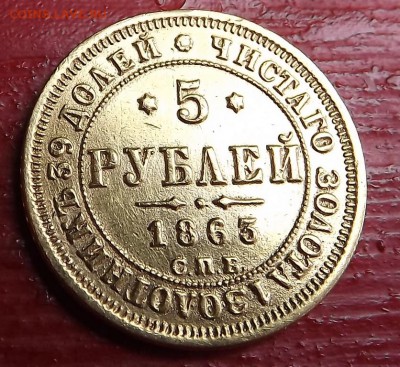 ЧИСТАГО ЗОЛОТА 1 ЗОЛОТНИКЪ 39 ДОЛЕЙ
5
РУБЛЕЙ
1863
С.П.Б.